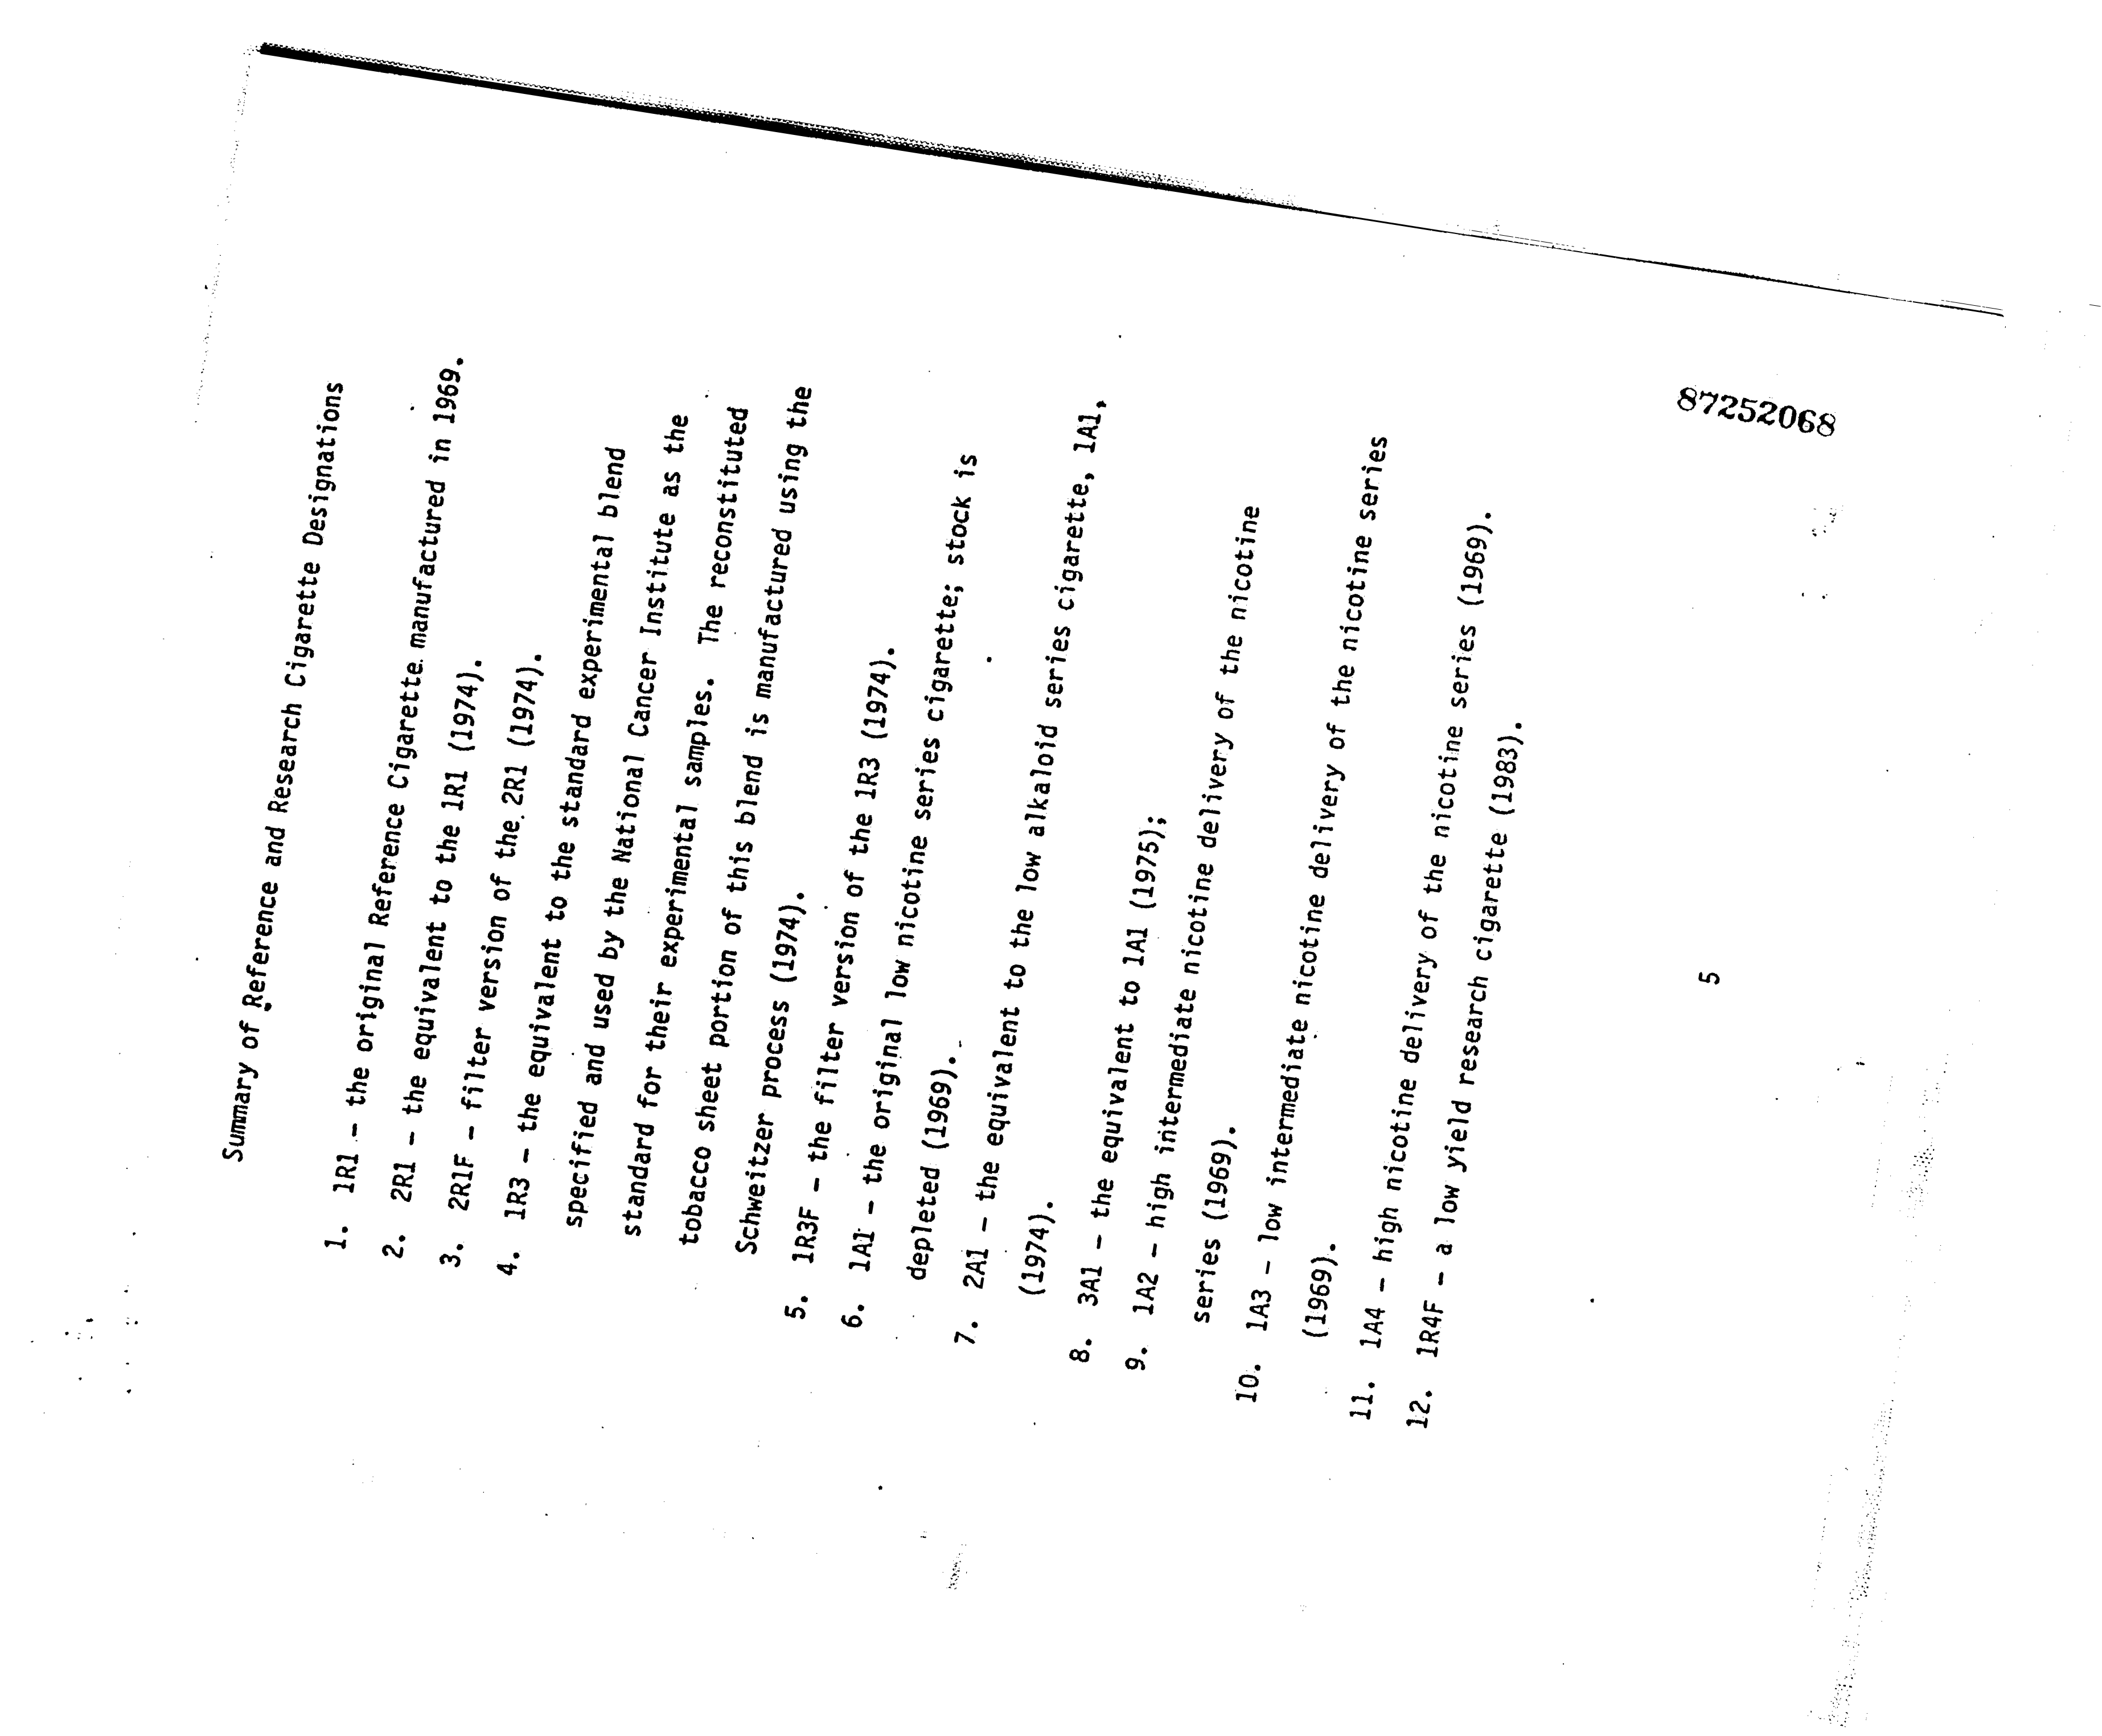 Summary of Reference and Research Cigarette Designations
1. 1R1 - the original Reference Cigarette manufactured in 1969.
2. 2R1 - the equivalent to the 1R1 (1974).
3. 2R1F - filter version of the 2R1 (1974).
4. 1R3 - the equivalent to the standard experimental blend
specified and used by the National Cancer Institute as the
standard for their experimental samples. The reconstituted
tobacco sheet portion of this blend is manufactured using the
Schweitzer process (1974).
5. 1R3F - the filter version of the 1R3 (1974).
6. 1A1 - the original low nicotine series cigarette; stock is
depleted (1969).
7. 2A1 - the equivalent to the low alkaloid series cigarette, 1A1,
(1974).
8. 3A1 - the equivalent to 1A1 (1975);
9. 1A2 - high intermediate nicotine delivery of the nicotine
series (1969).
10. 1A3 - low intermediate nicotine delivery of the nicotine series
(1969).
11. 1A4 - high nicotine delivery of the nicotine series (1969).
12. 1R4F - a low yield research cigarette (1983).
5
87252068